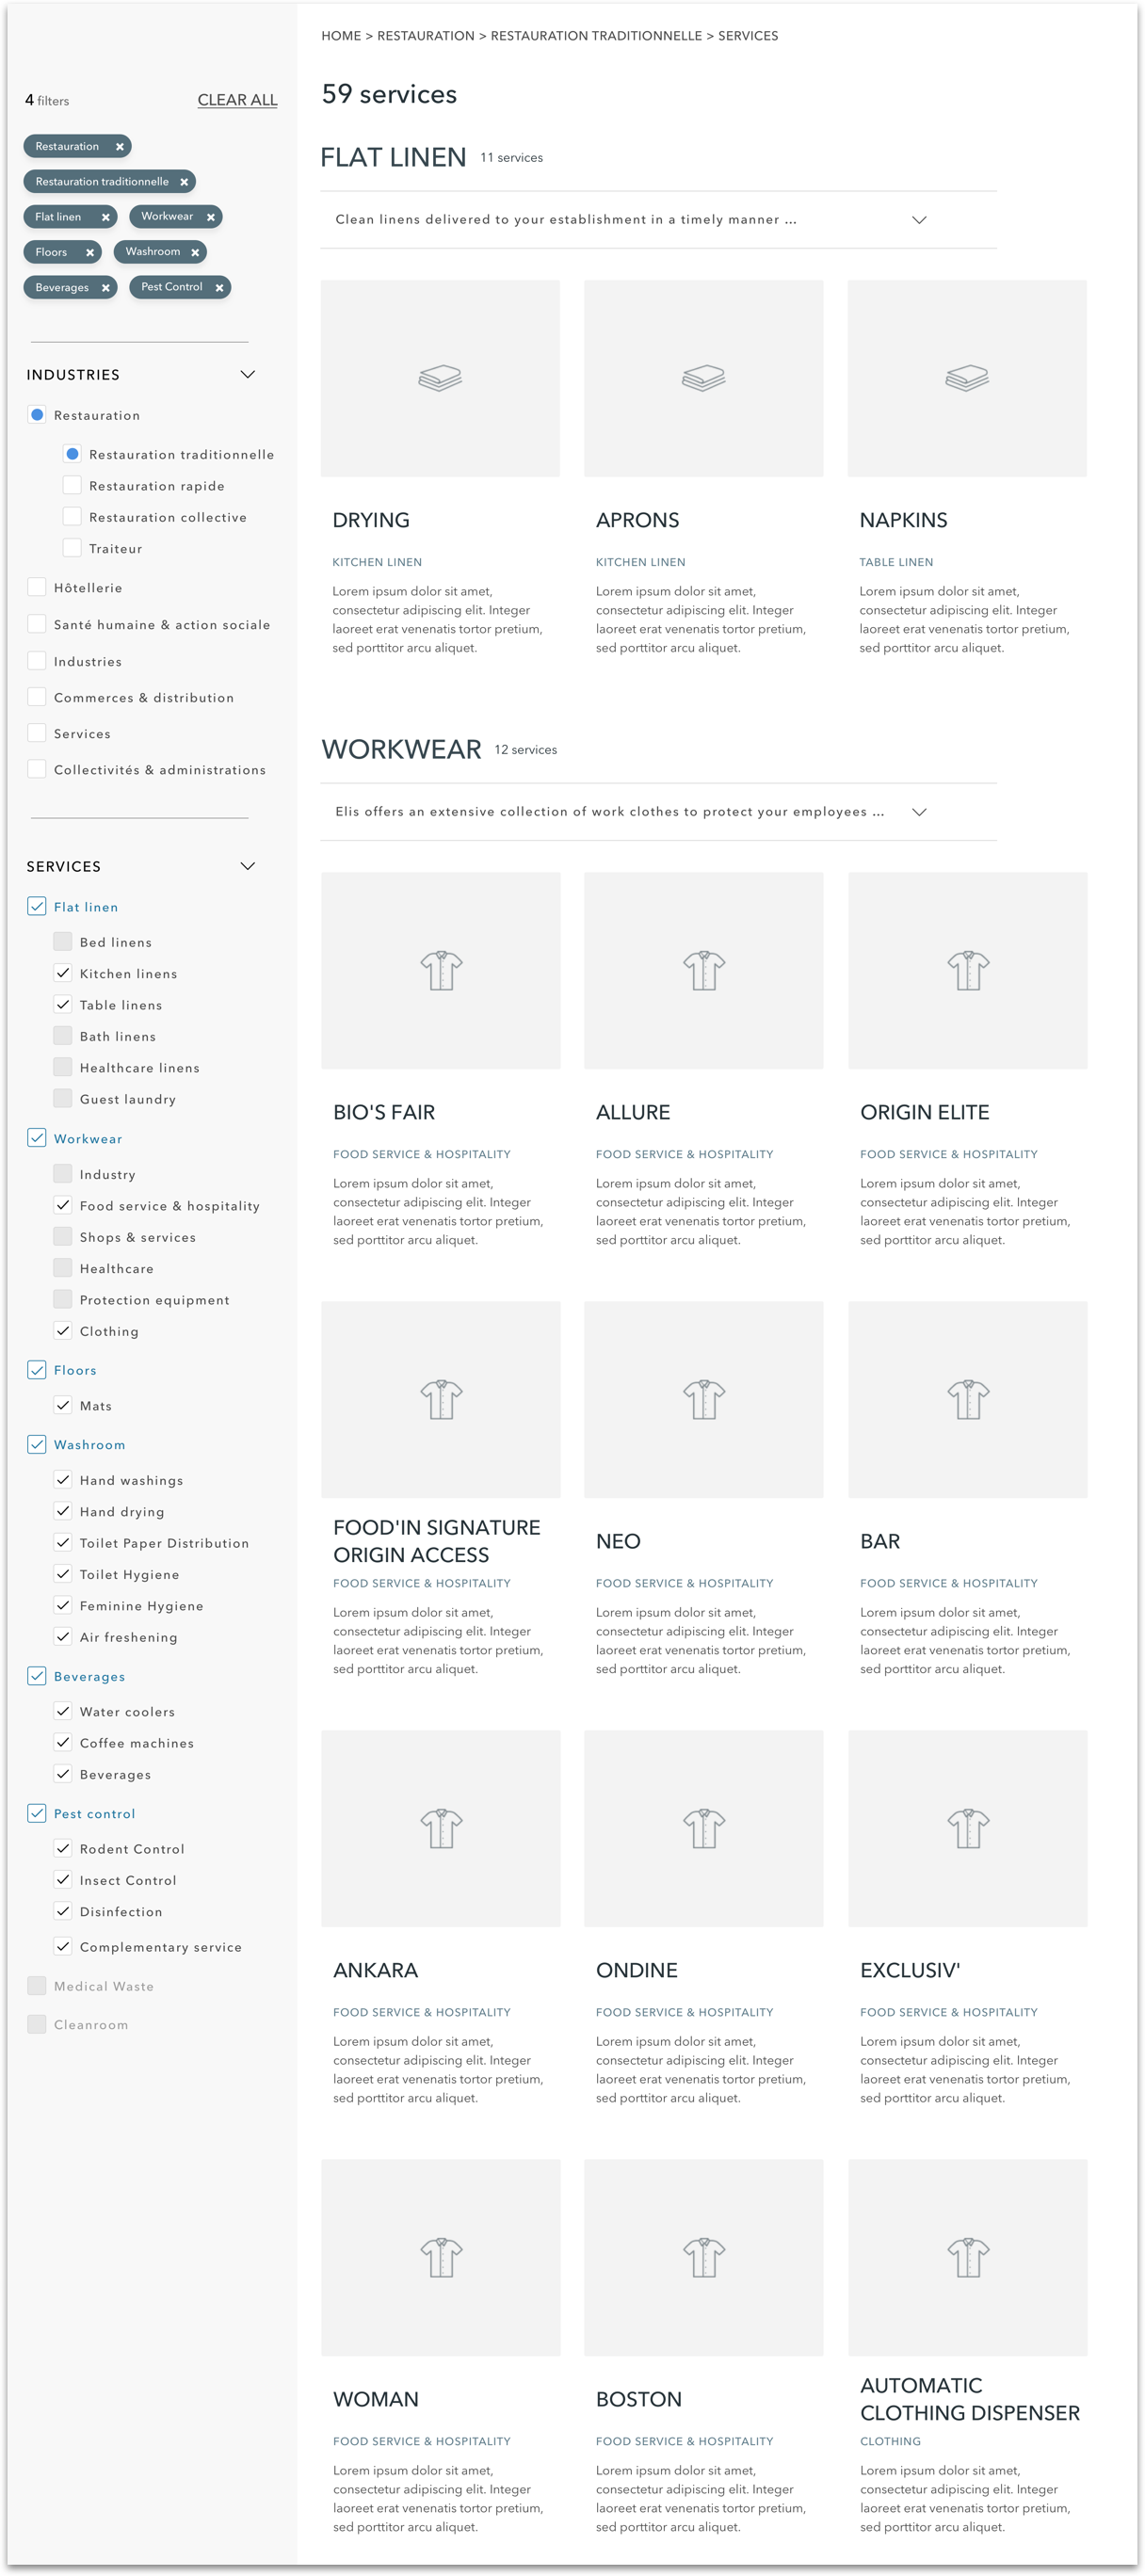 HOME > RESTAURATION > RESTAURATION TRADITIONNELLE > SERVICES
4 filters
CLEAR ALL
Restauration ×
Restauration traditionnelle ×
Flat linen × Workwear ×
Floors × Washroom ×
Beverages × Pest Control ×
INDUSTRIES
Restauration
Restauration traditionnelle
Restauration rapide
Restauration collective
Traiteur
Hôtellerie
Santé humaine & action sociale
Industries
Commerces & distribution
Services
Collectivités & administrations
SERVICES
Flat linen
Bed linens
Kitchen linens
Table linens
Bath linens
Healthcare linens
Guest laundry
Workwear
Industry
Food service & hospitality
Shops & services
Healthcare
Protection equipment
Clothing
Floors
Mats
Washroom
Hand washings
Hand drying
Toilet Paper Distribution
Toilet Hygiene
Feminine Hygiene
Air freshening
Beverages
Water coolers
Coffee machines
Beverages
Pest control
Rodent Control
Insect Control
Disinfection
Complementary service
Medical Waste
Cleanroom
59 services
FLAT LINEN 11 services
Clean linens delivered to your establishment in a timely manner ...
DRYING
KITCHEN LINEN
Lorem ipsum dolor sit amet,
consectetur adipiscing elit. Integer
laoreet erat venenatis tortor pretium,
sed porttitor arcu aliquet.
APRONS
KITCHEN LINEN
Lorem ipsum dolor sit amet,
consectetur adipiscing elit. Integer
laoreet erat venenatis tortor pretium,
sed porttitor arcu aliquet.
NAPKINS
TABLE LINEN
Lorem ipsum dolor sit amet,
consectetur adipiscing elit. Integer
laoreet erat venenatis tortor pretium,
sed porttitor arcu aliquet.
WORKWEAR 12 services
Elis offers an extensive collection of work clothes to protect your employees ...
BIO'S FAIR
FOOD SERVICE & HOSPITALITY
Lorem ipsum dolor sit amet,
consectetur adipiscing elit. Integer
laoreet erat venenatis tortor pretium,
sed porttitor arcu aliquet.
ALLURE
FOOD SERVICE & HOSPITALITY
Lorem ipsum dolor sit amet,
consectetur adipiscing elit. Integer
laoreet erat venenatis tortor pretium,
sed porttitor arcu aliquet.
ORIGIN ELITE
FOOD SERVICE & HOSPITALITY
Lorem ipsum dolor sit amet,
consectetur adipiscing elit. Integer
laoreet erat venenatis tortor pretium,
sed porttitor arcu aliquet.
FOOD'IN SIGNATURE
ORIGIN ACCESS
FOOD SERVICE & HOSPITALITY
Lorem ipsum dolor sit amet,
consectetur adipiscing elit. Integer
laoreet erat venenatis tortor pretium,
sed porttitor arcu aliquet.
NEO
FOOD SERVICE & HOSPITALITY
Lorem ipsum dolor sit amet,
consectetur adipiscing elit. Integer
laoreet erat venenatis tortor pretium,
sed porttitor arcu aliquet.
BAR
FOOD SERVICE & HOSPITALITY
Lorem ipsum dolor sit amet,
consectetur adipiscing elit. Integer
laoreet erat venenatis tortor pretium,
sed porttitor arcu aliquet.
ANKARA
FOOD SERVICE & HOSPITALITY
Lorem ipsum dolor sit amet,
consectetur adipiscing elit. Integer
laoreet erat venenatis tortor pretium,
sed porttitor arcu aliquet.
ONDINE
FOOD SERVICE & HOSPITALITY
Lorem ipsum dolor sit amet,
consectetur adipiscing elit. Integer
laoreet erat venenatis tortor pretium,
sed porttitor arcu aliquet.
EXCLUSIV'
FOOD SERVICE & HOSPITALITY
Lorem ipsum dolor sit amet,
consectetur adipiscing elit. Integer
laoreet erat venenatis tortor pretium,
sed porttitor arcu aliquet.
WOMAN
FOOD SERVICE & HOSPITALITY
Lorem ipsum dolor sit amet,
consectetur adipiscing elit. Integer
laoreet erat venenatis tortor pretium,
sed porttitor arcu aliquet.
BOSTON
FOOD SERVICE & HOSPITALITY
Lorem ipsum dolor sit amet,
consectetur adipiscing elit. Integer
laoreet erat venenatis tortor pretium,
sed porttitor arcu aliquet.
AUTOMATIC
CLOTHING DISPENSER
CLOTHING
Lorem ipsum dolor sit amet,
consectetur adipiscing elit. Integer
laoreet erat venenatis tortor pretium,
sed porttitor arcu aliquet.